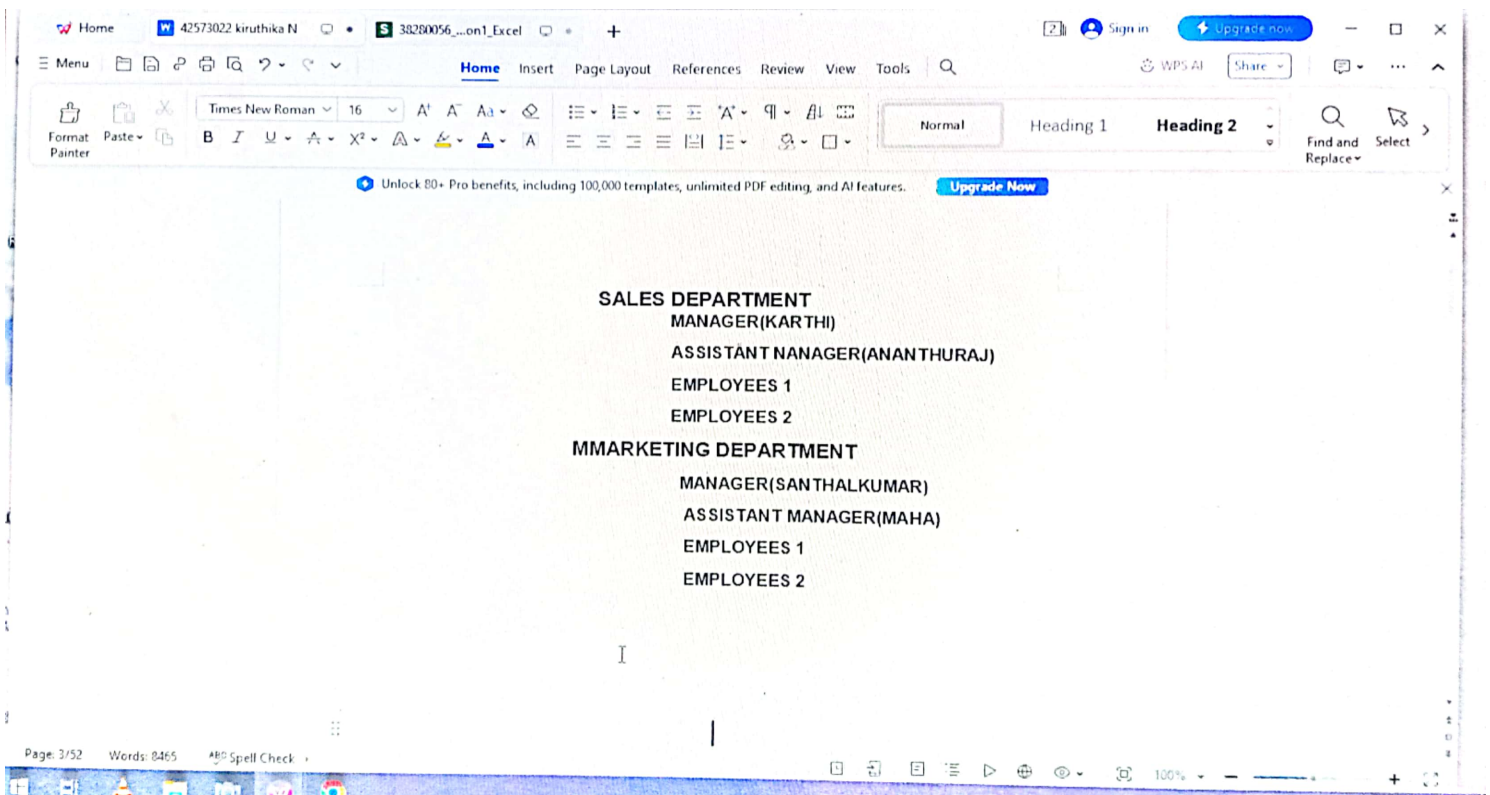 Home 42573022 kiruthika N 38280056_...on1_Excel + Sign in Upgrade now
Menu Home Insert Page Layout References Review View Tools WPS AI Share
Times New Roman 16 Normal Heading 1 Heading 2
Format Painter Paste B I U A X² A A A Find and Replace Select
Unlock 80+ Pro benefits, including 100,000 templates, unlimited PDF editing, and AI features. Upgrade Now
SALES DEPARTMENT
MANAGER(KARTHI)
ASSISTANT NANAGER(ANANTHURAJ)
EMPLOYEES 1
EMPLOYEES 2
MMARKETING DEPARTMENT
MANAGER(SANTHALKUMAR)
ASSISTANT MANAGER(MAHA)
EMPLOYEES 1
EMPLOYEES 2
Page: 3/52 Words: 8465 Spell Check 100%